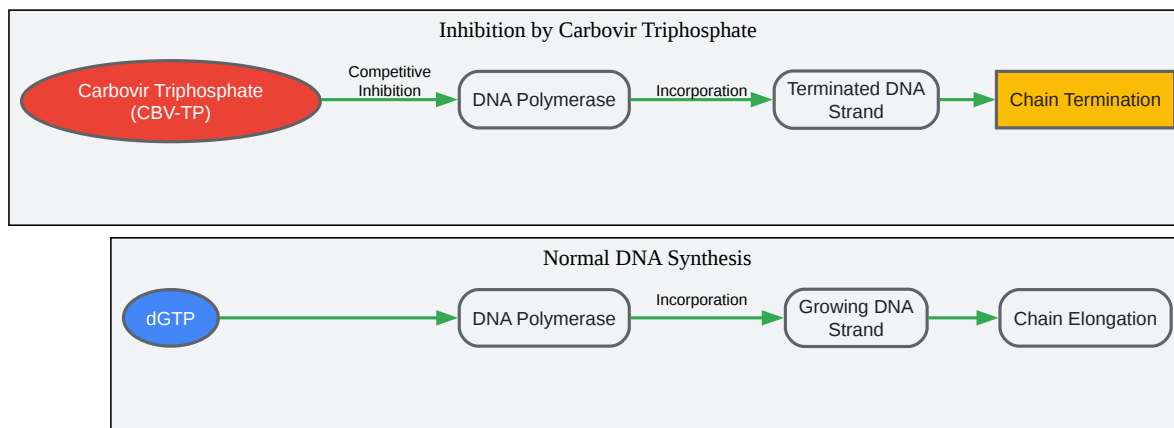 Inhibition by Carbovir Triphosphate
Carbovir Triphosphate
(CBV-TP)
Competitive
Inhibition
DNA Polymerase
Incorporation
Terminated DNA
Strand
Chain Termination
Normal DNA Synthesis
dGTP
DNA Polymerase
Incorporation
Growing DNA
Strand
Chain Elongation